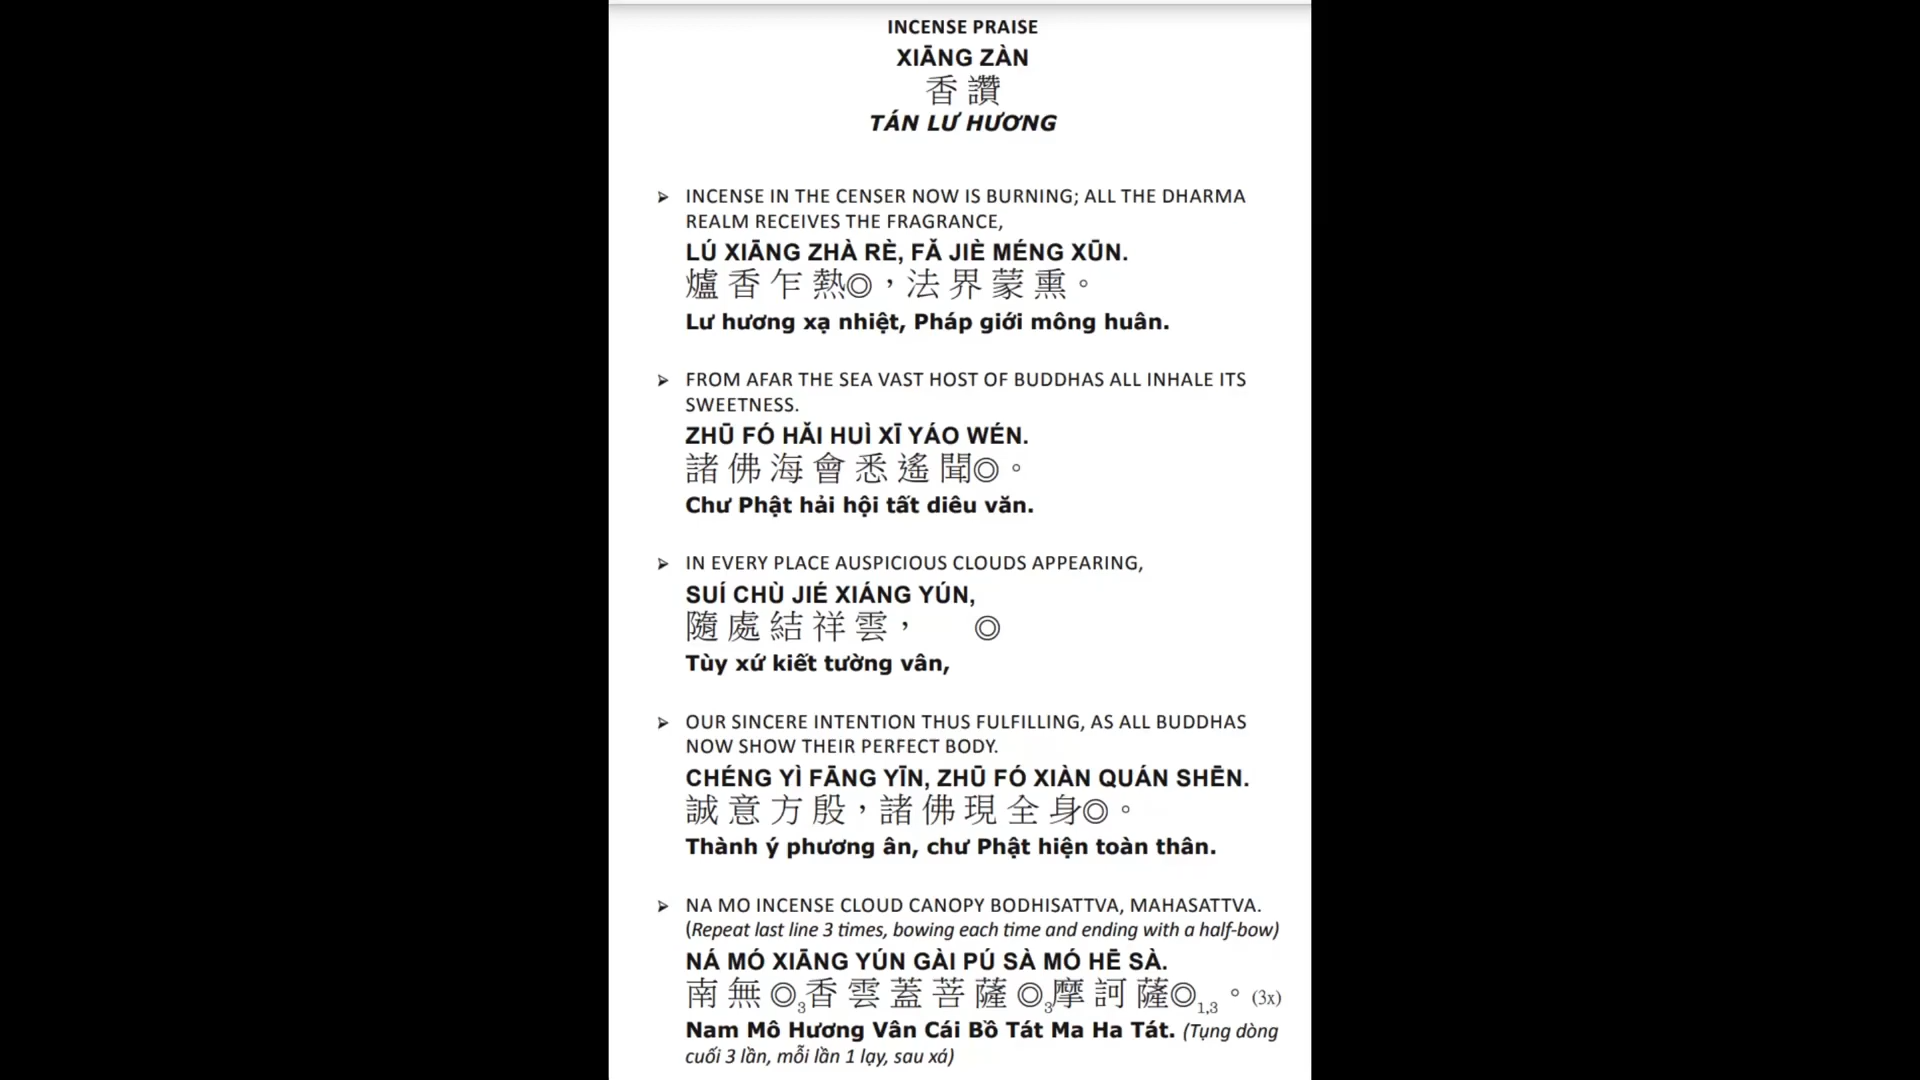 INCENSE PRAISE
XIĀNG ZÀN
香 讚
TÁN LƯ HƯƠNG
➢ INCENSE IN THE CENSER NOW IS BURNING; ALL THE DHARMA
REALM RECEIVES THE FRAGRANCE,
LÚ XIĀNG ZHÀ RÈ, FǍ JIÈ MÉNG XŪN.
爐 香 乍 熱◎，法 界 蒙 熏 。
Lư hương xạ nhiệt, Pháp giới mông huân.
➢ FROM AFAR THE SEA VAST HOST OF BUDDHAS ALL INHALE ITS
SWEETNESS.
ZHŪ FÓ HǍI HUÌ XĪ YÁO WÉN.
諸 佛 海 會 悉 遙 聞◎ 。
Chư Phật hải hội tất diêu văn.
➢ IN EVERY PLACE AUSPICIOUS CLOUDS APPEARING,
SUÍ CHÙ JIÉ XIÁNG YÚN,
隨 處 結 祥 雲， ◎
Tùy xứ kiết tường vân,
➢ OUR SINCERE INTENTION THUS FULFILLING, AS ALL BUDDHAS
NOW SHOW THEIR PERFECT BODY.
CHÉNG YÌ FĀNG YĪN, ZHŪ FÓ XIÀN QUÁN SHĒN.
誠 意 方 殷，諸 佛 現 全 身◎ 。
Thành ý phương ân, chư Phật hiện toàn thân.
➢ NA MO INCENSE CLOUD CANOPY BODHISATTVA, MAHASATTVA.
(Repeat last line 3 times, bowing each time and ending with a half-bow)
NÁ MÓ XIĀNG YÚN GÀI PÚ SÀ MÓ HĒ SÀ.
南 無 ◎3香 雲 蓋 菩 薩 ◎3摩 訶 薩◎1,3 。(3x)
Nam Mô Hương Vân Cái Bồ Tát Ma Ha Tát. (Tụng dòng
cuối 3 lần, mỗi lần 1 lạy, sau xá)